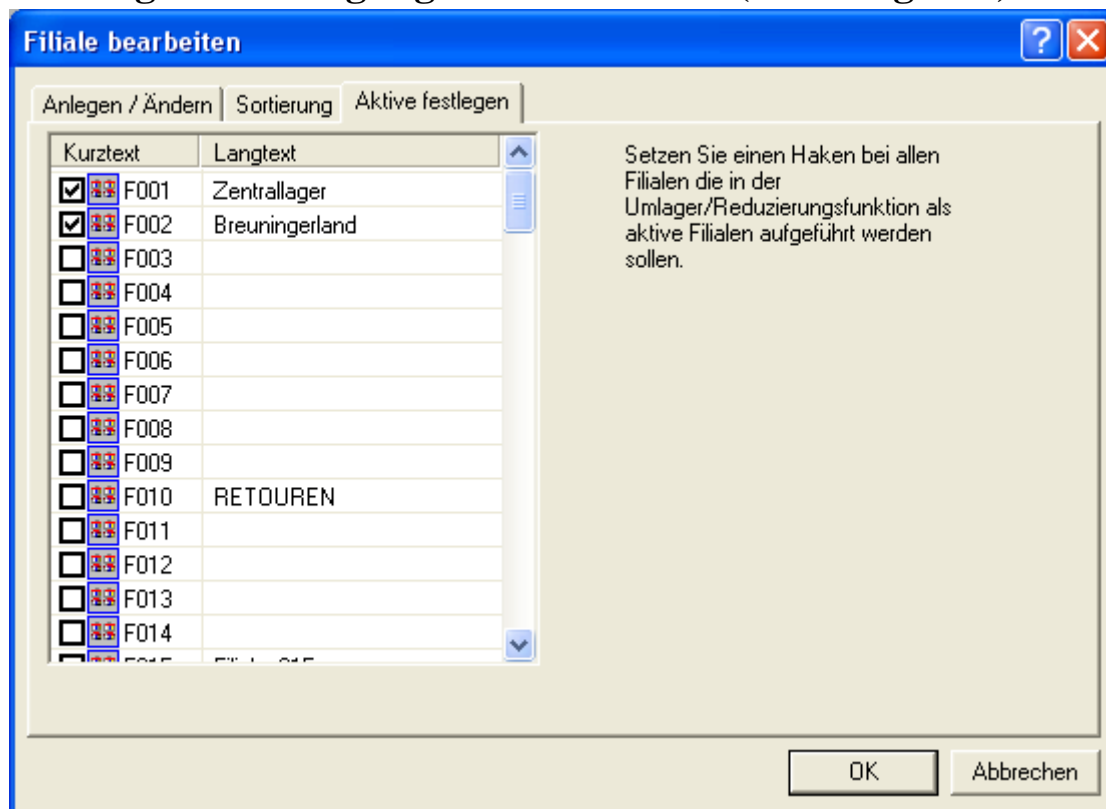 Filiale bearbeiten
Anlegen / Ändern Sortierung Aktive festlegen
Kurztext Langtext
F001 Zentrallager
F002 Breuningerland
F003
F004
F005
F006
F007
F008
F009
F010 RETOUREN
F011
F012
F013
F014
Setzen Sie einen Haken bei allen
Filialen die in der
Umlager/Reduzierungsfunktion als
aktive Filialen aufgeführt werden
sollen.
OK Abbrechen